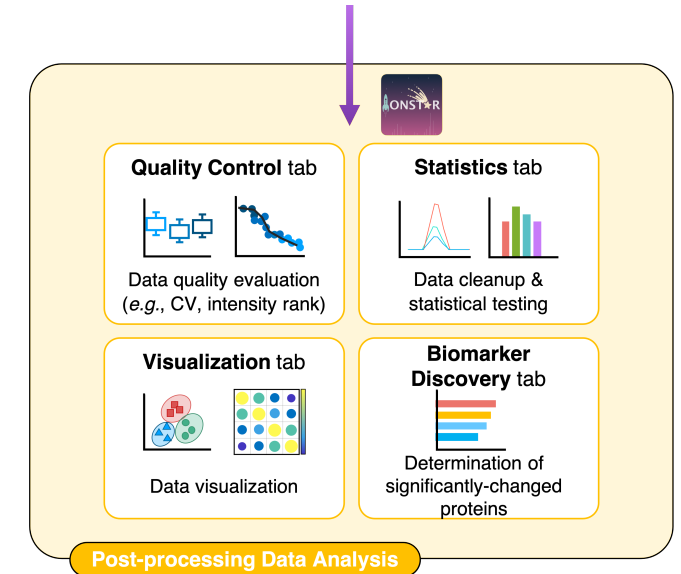 IONSTAR
Quality Control tab
Data quality evaluation
(e.g., CV, intensity rank)
Statistics tab
Data cleanup &
statistical testing
Visualization tab
Data visualization
Biomarker
Discovery tab
Determination of
significantly-changed
proteins
Post-processing Data Analysis